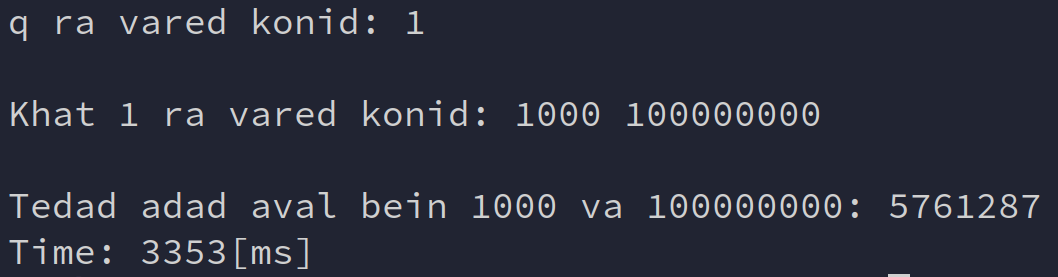 q ra vared konid: 1
Khat 1 ra vared konid: 1000 100000000
Tedad adad aval bein 1000 va 100000000: 5761287
Time: 3353[ms]